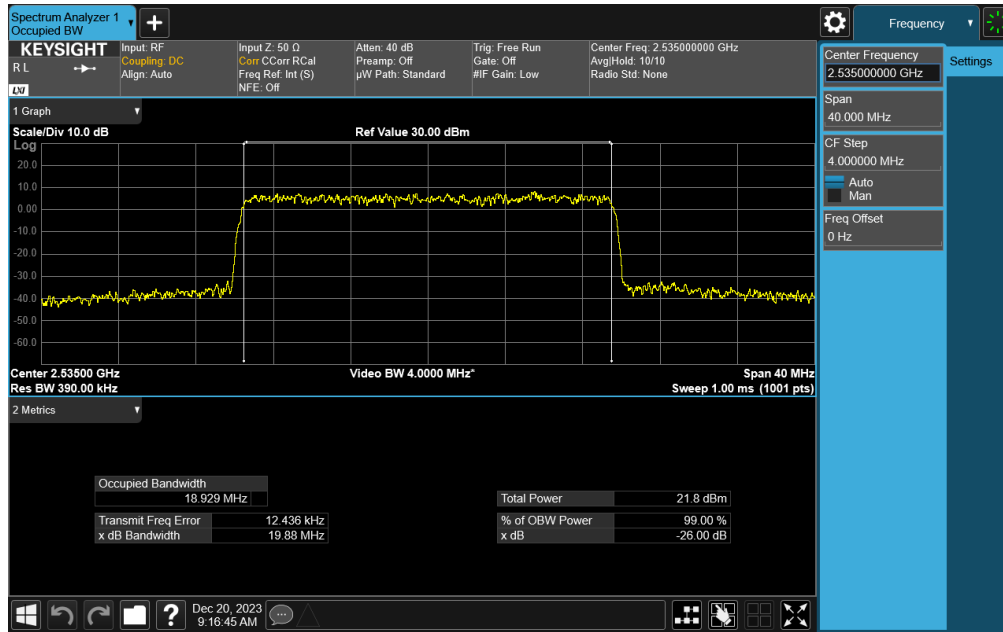 Spectrum Analyzer 1
Occupied BW
Frequency
KEYSIGHT
R L
LXI
Input: RF
Coupling: DC
Align: Auto
Input Z: 50 Ω
Corr CCorr RCal
Freq Ref: Int (S)
NFE: Off
Atten: 40 dB
Preamp: Off
µW Path: Standard
Trig: Free Run
Gate: Off
#IF Gain: Low
Center Freq: 2.535000000 GHz
Avg|Hold: 10/10
Radio Std: None
Center Frequency
2.535000000 GHz
Settings
Span
40.000 MHz
CF Step
4.000000 MHz
Auto
Man
Freq Offset
0 Hz
1 Graph
Scale/Div 10.0 dB
Ref Value 30.00 dBm
Log
20.0
10.0
0.00
-10.0
-20.0
-30.0
-40.0
-50.0
-60.0
Center 2.53500 GHz
Video BW 4.0000 MHz*
Span 40 MHz
Res BW 390.00 kHz
Sweep 1.00 ms (1001 pts)
2 Metrics
Occupied Bandwidth
18.929 MHz
Total Power 21.8 dBm
Transmit Freq Error 12.436 kHz
% of OBW Power 99.00 %
x dB Bandwidth 19.88 MHz
x dB -26.00 dB
?
Dec 20, 2023
9:16:45 AM